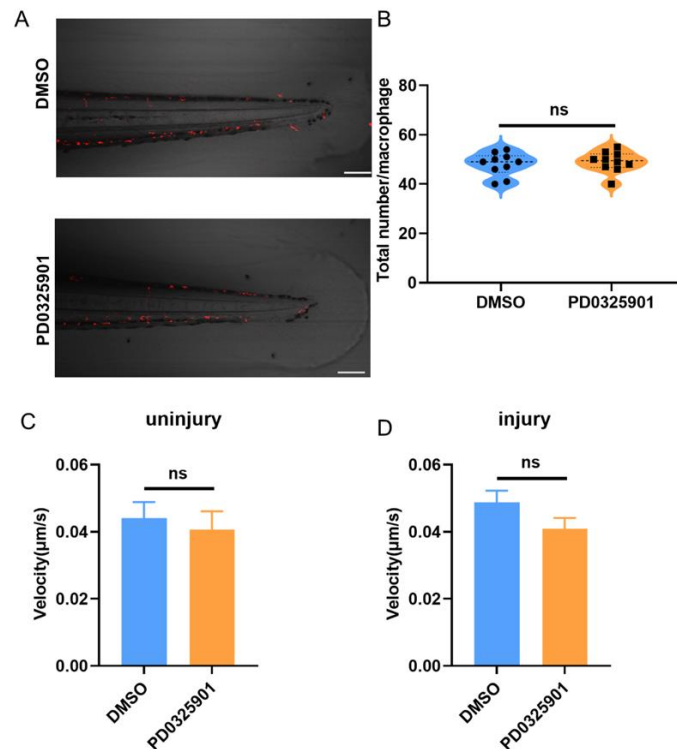 A
DMSO
PD0325901
B
Total number/macrophage
80
60
40
20
0
ns
DMSO
PD0325901
C
uninjury
Velocity(μm/s)
0.06
0.04
0.02
0.00
ns
DMSO
PD0325901
D
injury
Velocity(μm/s)
0.06
0.04
0.02
0.00
ns
DMSO
PD0325901